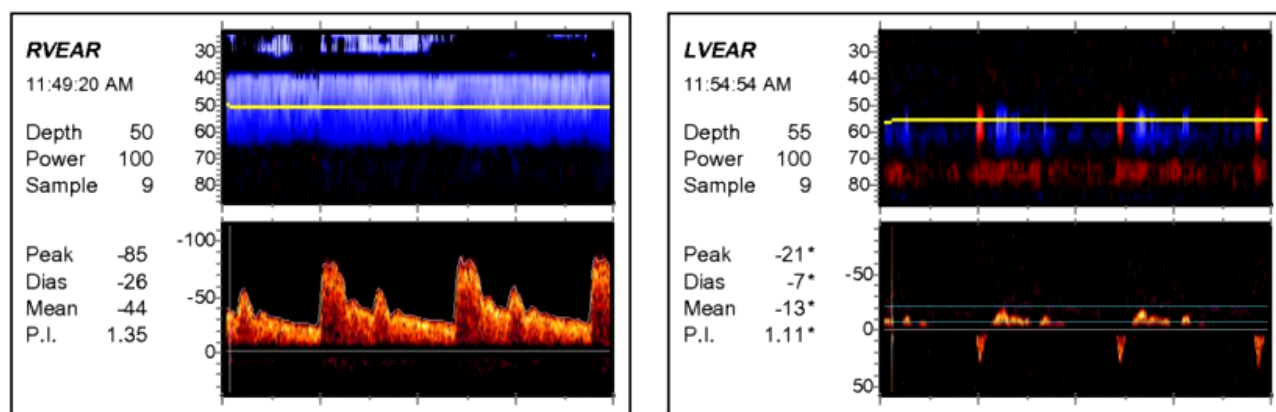 RVEAR
11:49:20 AM
Depth 50
Power 100
Sample 9
Peak -85
Dias -26
Mean -44
P.I. 1.35
30
40
50
60
70
80
-100
-50
0
LVEAR
11:54:54 AM
Depth 55
Power 100
Sample 9
Peak -21*
Dias -7*
Mean -13*
P.I. 1.11*
30
40
50
60
70
80
-50
0
50